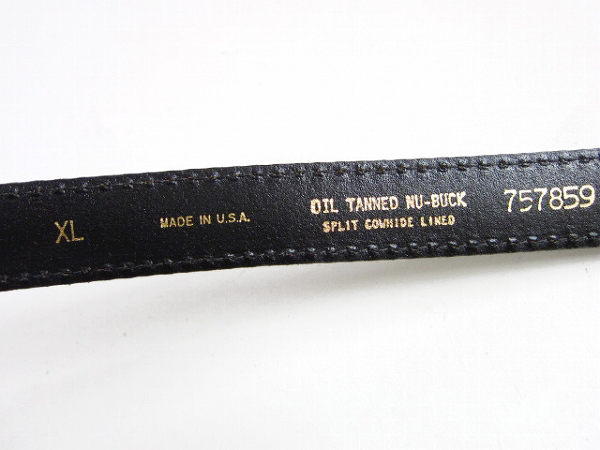 XL
MADE IN U.S.A.
OIL TANNED NU-BUCK
SPLIT COWHIDE LINED
757859